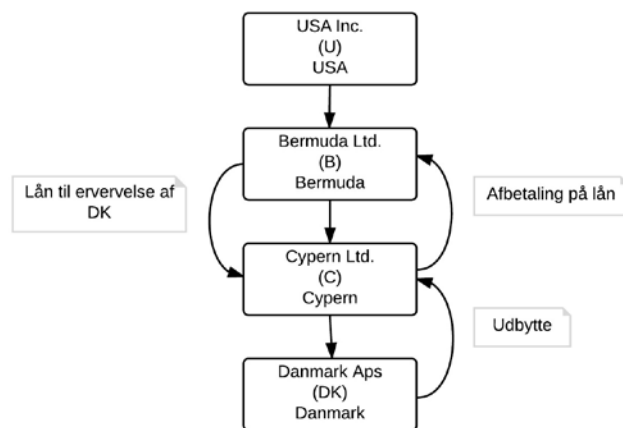 USA Inc.
(U)
USA
Bermuda Ltd.
(B)
Bermuda
Lån til ervervelse af
DK
Afbetaling på lån
Cypern Ltd.
(C)
Cypern
Udbytte
Danmark Aps
(DK)
Danmark